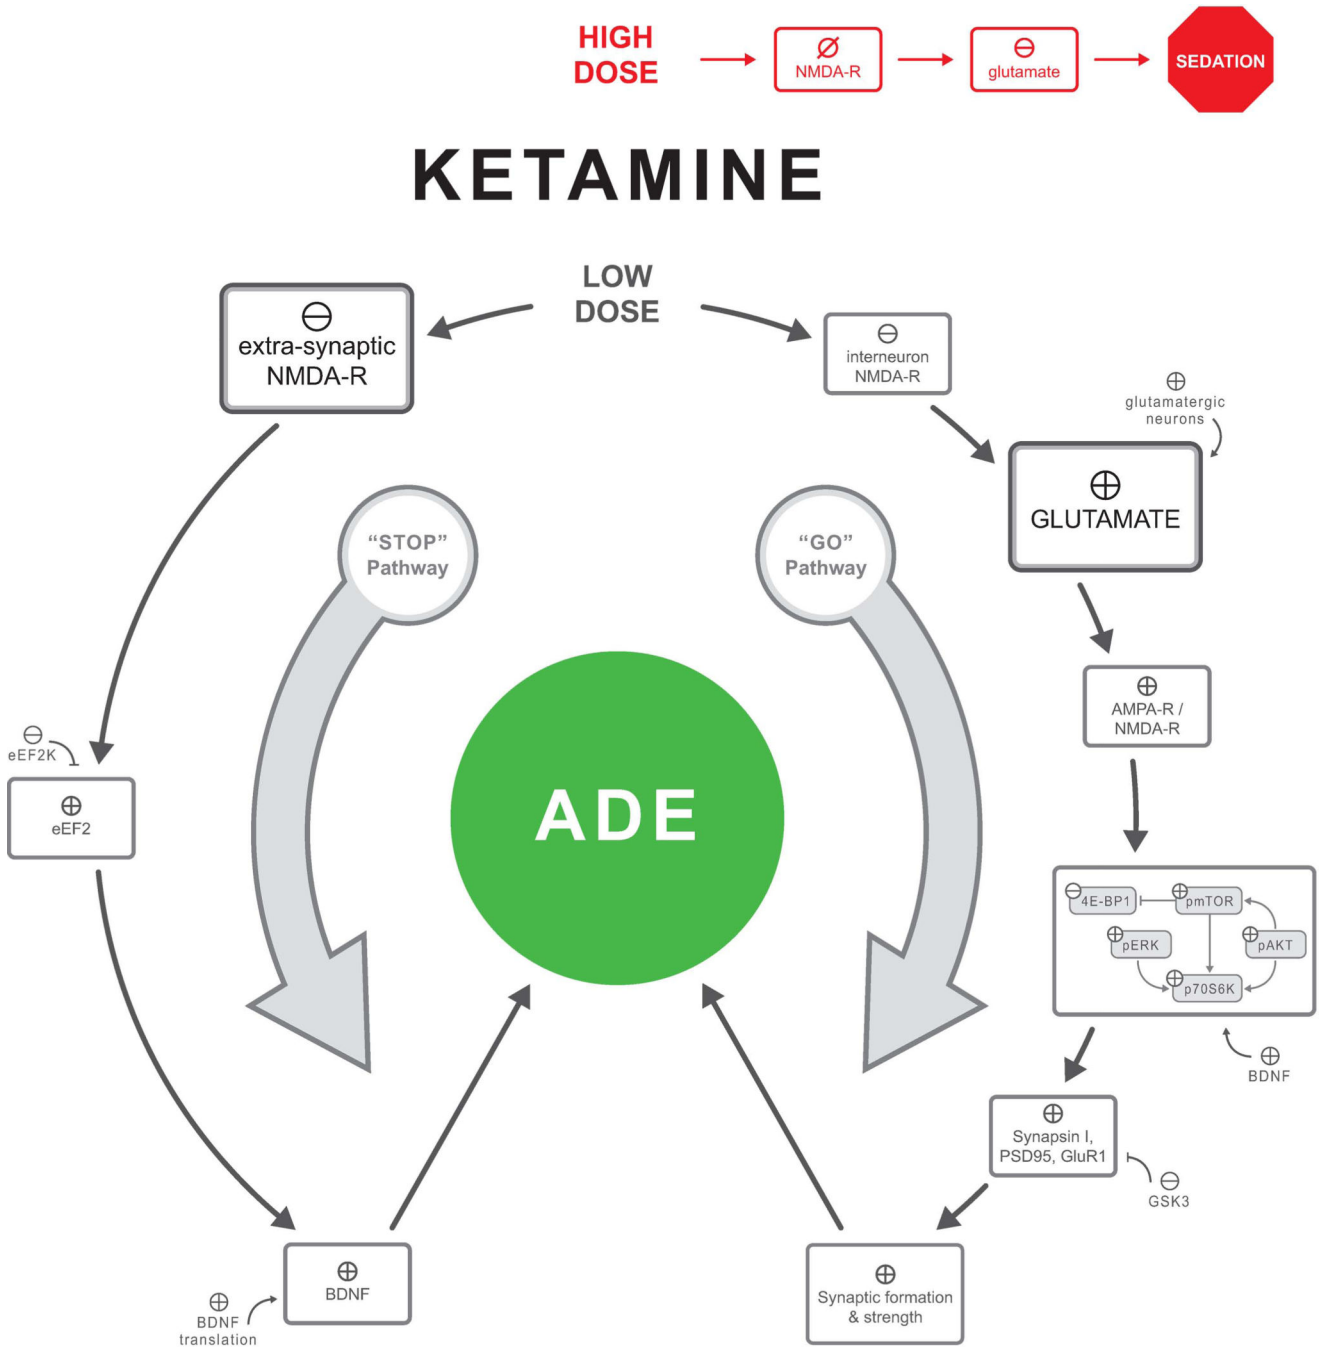 HIGH
DOSE
NMDA-R
glutamate
SEDATION
KETAMINE
LOW
DOSE
extra-synaptic
NMDA-R
interneuron
NMDA-R
glutamatergic
neurons
GLUTAMATE
“STOP”
Pathway
“GO”
Pathway
AMPA-R /
NMDA-R
eEF2K
eEF2
ADE
4E-BP1
pmTOR
pERK
pAKT
p70S6K
BDNF
Synapsin I,
PSD95, GluR1
GSK3
BDNF
BDNF
translation
Synaptic formation
& strength